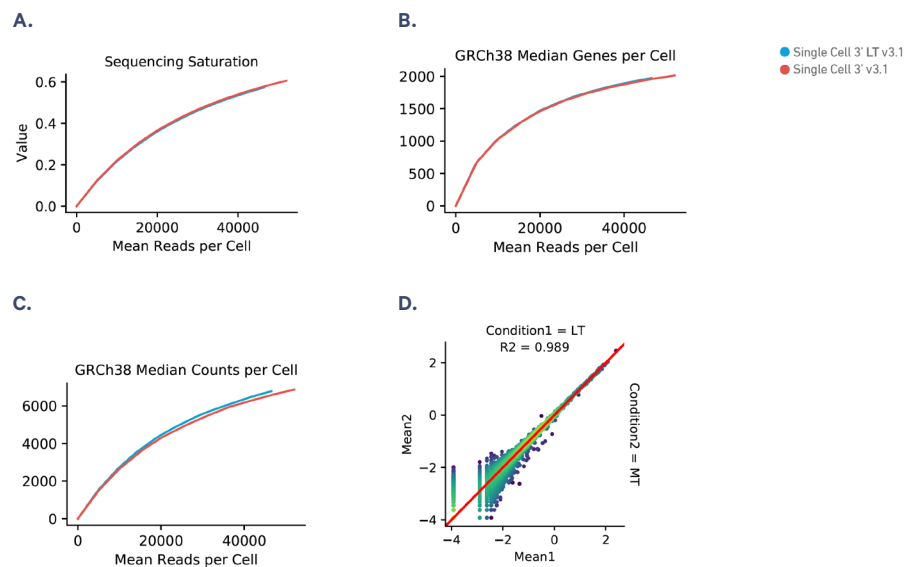 A.
Sequencing Saturation
0.6
0.4
0.2
0.0
Value
0 20000 40000
Mean Reads per Cell
B.
GRCh38 Median Genes per Cell
2000
1500
1000
500
0
0 20000 40000
Mean Reads per Cell
Single Cell 3' LT v3.1
Single Cell 3' v3.1
C.
GRCh38 Median Counts per Cell
6000
4000
2000
0
0 20000 40000
Mean Reads per Cell
D.
Condition1 = LT
R2 = 0.989
2
0
−2
−4
Mean2
Condition2 = MT
−4 −2 0 2
Mean1